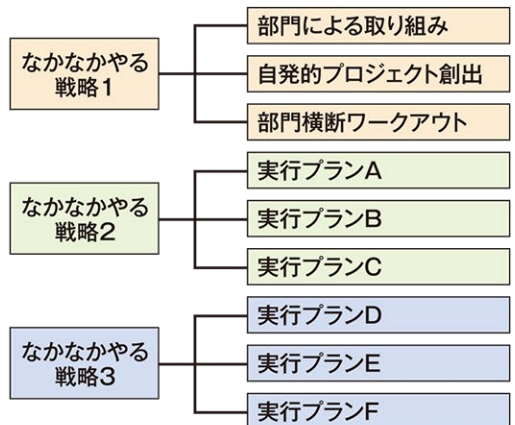 なかなかやる
戦略1
部門による取り組み
自発的プロジェクト創出
部門横断ワークアウト
なかなかやる
戦略2
実行プランA
実行プランB
実行プランC
なかなかやる
戦略3
実行プランD
実行プランE
実行プランF